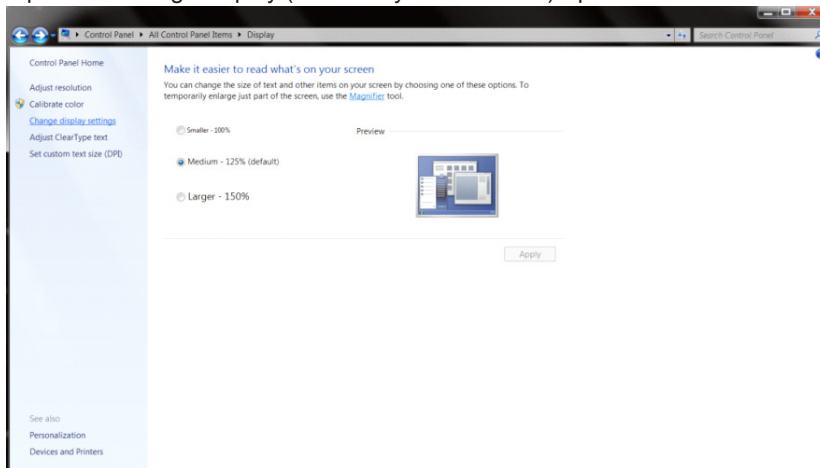 Control Panel ▸ All Control Panel Items ▸ Display
Search Control Panel
Control Panel Home
Adjust resolution
Calibrate color
Change display settings
Adjust ClearType text
Set custom text size (DPI)
See also
Personalization
Devices and Printers
Make it easier to read what's on your screen
You can change the size of text and other items on your screen by choosing one of these options. To
temporarily enlarge just part of the screen, use the Magnifier tool.
Smaller - 100%
Preview
Medium - 125% (default)
Larger - 150%
Apply